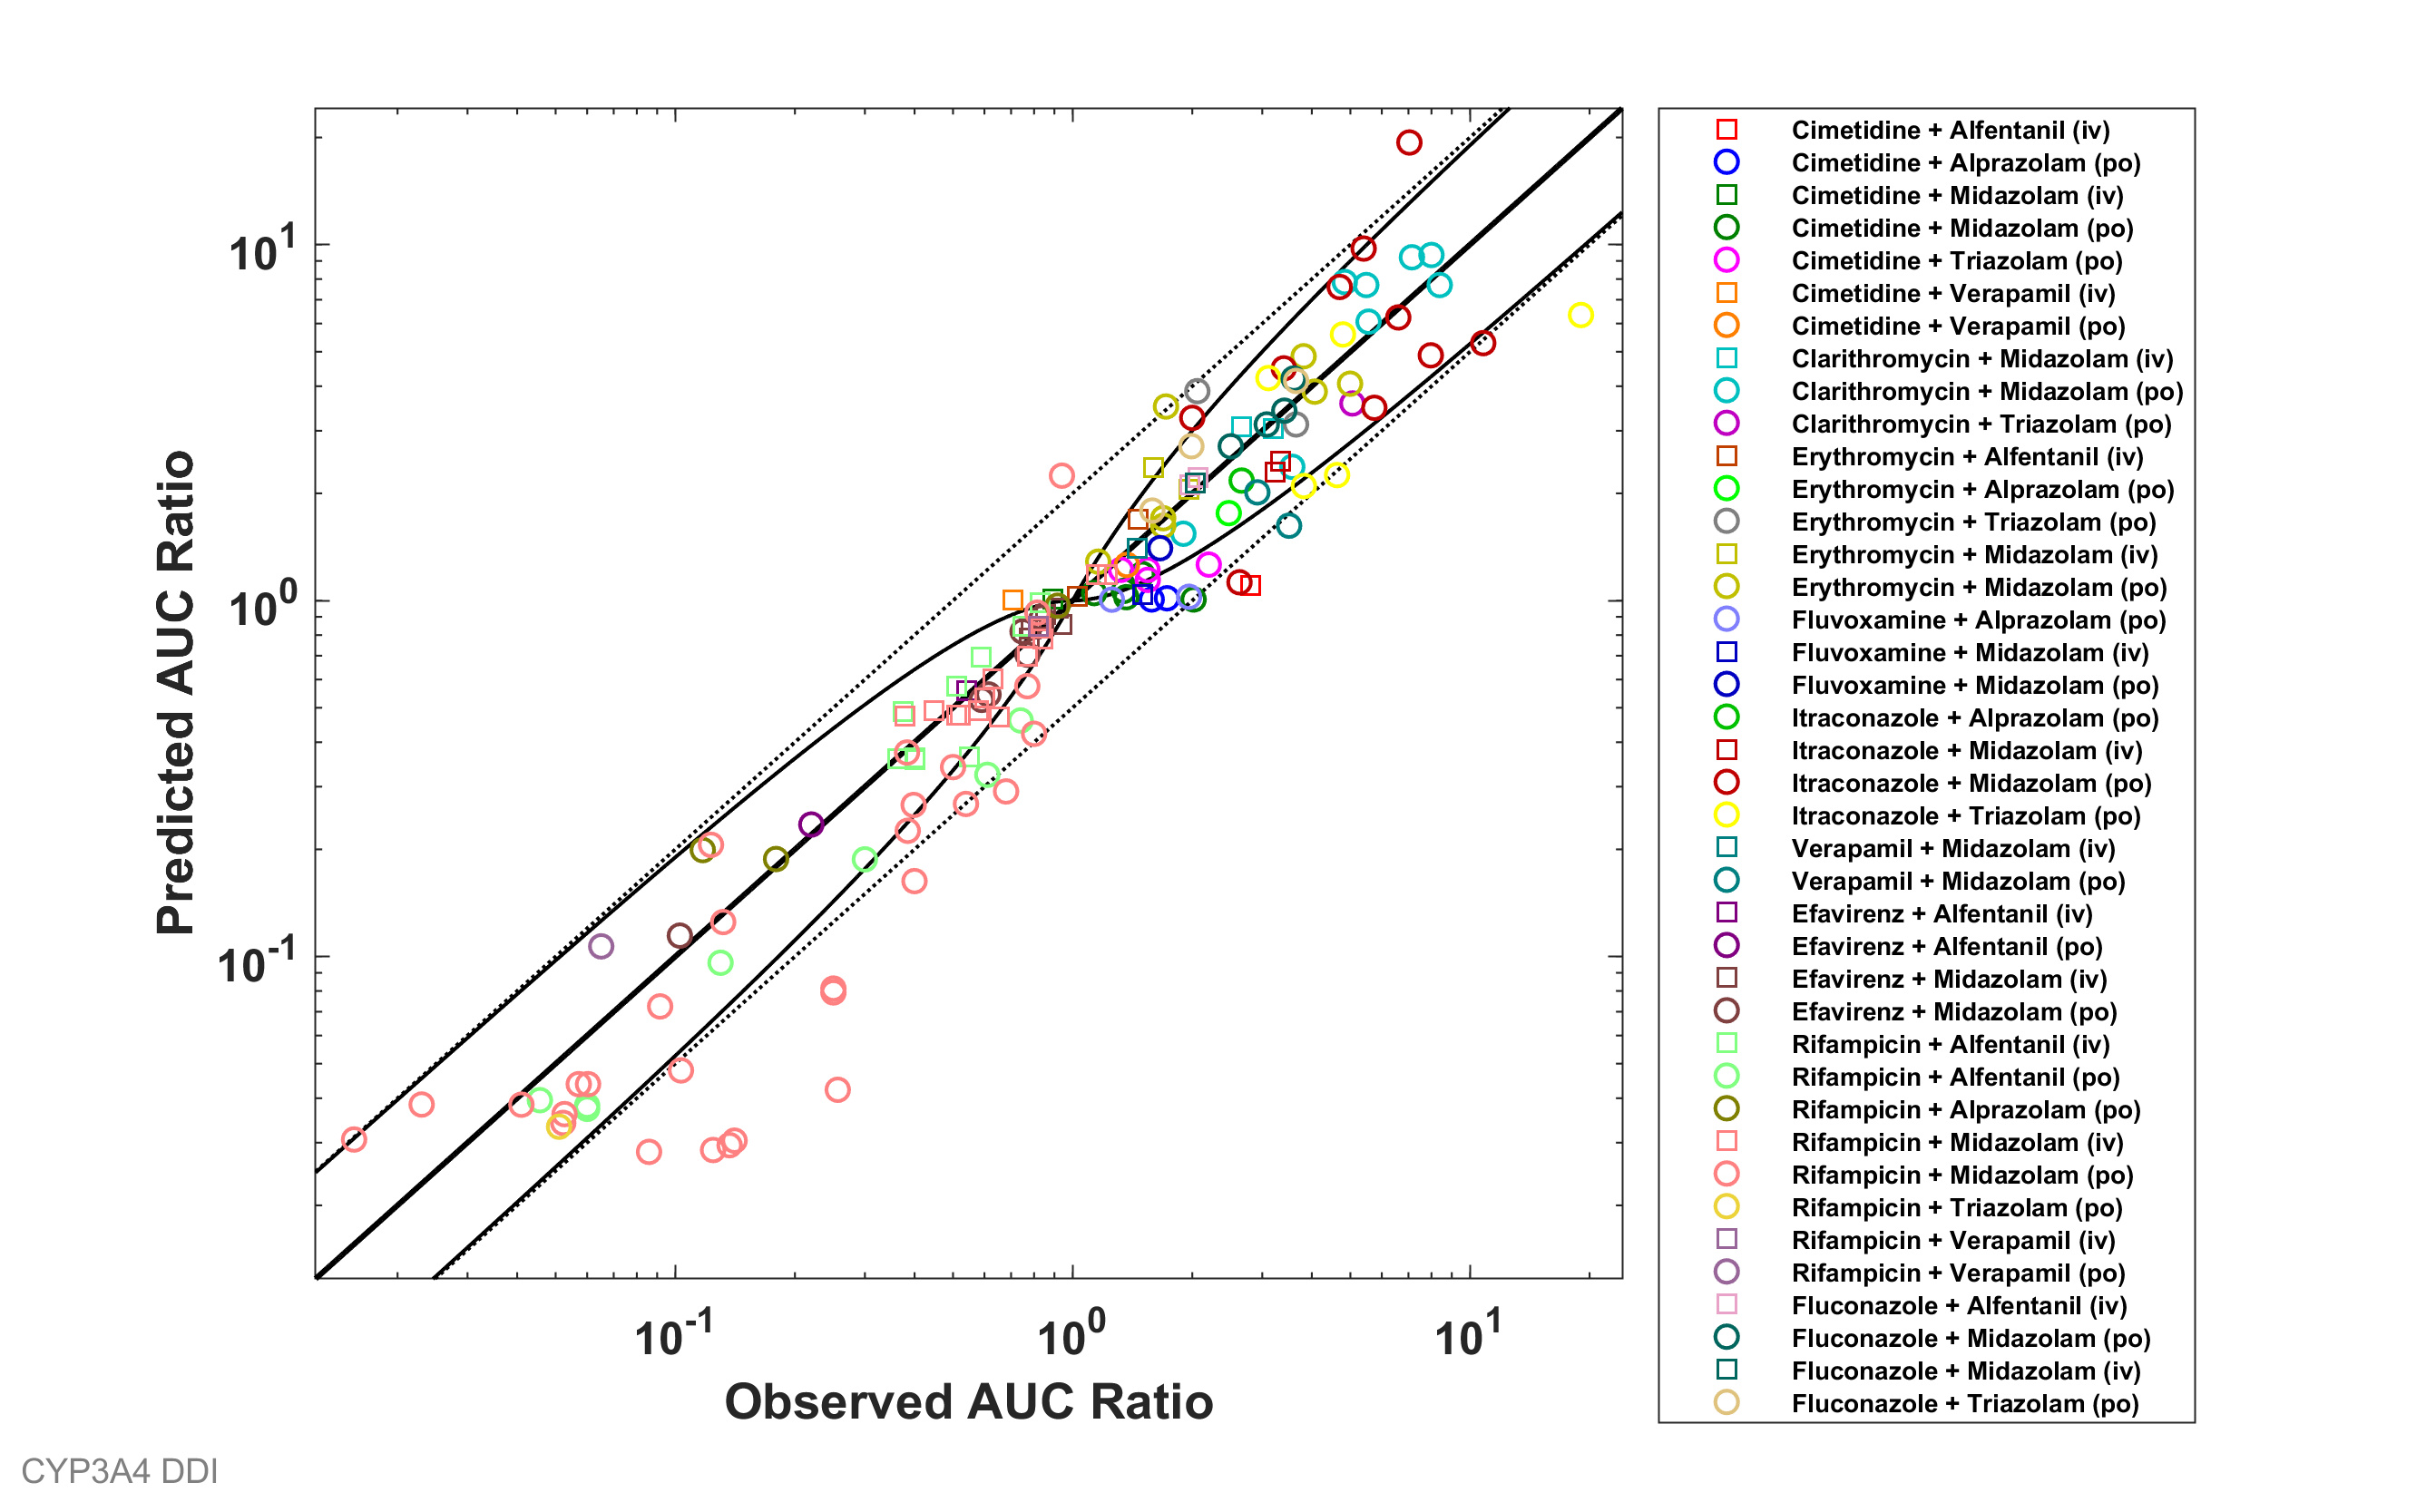 Predicted AUC Ratio
10^1
10^0
10^-1
10^-1
10^0
10^1
Observed AUC Ratio
Cimetidine + Alfentanil (iv)
Cimetidine + Alprazolam (po)
Cimetidine + Midazolam (iv)
Cimetidine + Midazolam (po)
Cimetidine + Triazolam (po)
Cimetidine + Verapamil (iv)
Cimetidine + Verapamil (po)
Clarithromycin + Midazolam (iv)
Clarithromycin + Midazolam (po)
Clarithromycin + Triazolam (po)
Erythromycin + Alfentanil (iv)
Erythromycin + Alprazolam (po)
Erythromycin + Triazolam (po)
Erythromycin + Midazolam (iv)
Erythromycin + Midazolam (po)
Fluvoxamine + Alprazolam (po)
Fluvoxamine + Midazolam (iv)
Fluvoxamine + Midazolam (po)
Itraconazole + Alprazolam (po)
Itraconazole + Midazolam (iv)
Itraconazole + Midazolam (po)
Itraconazole + Triazolam (po)
Verapamil + Midazolam (iv)
Verapamil + Midazolam (po)
Efavirenz + Alfentanil (iv)
Efavirenz + Alfentanil (po)
Efavirenz + Midazolam (iv)
Efavirenz + Midazolam (po)
Rifampicin + Alfentanil (iv)
Rifampicin + Alfentanil (po)
Rifampicin + Alprazolam (po)
Rifampicin + Midazolam (iv)
Rifampicin + Midazolam (po)
Rifampicin + Triazolam (po)
Rifampicin + Verapamil (iv)
Rifampicin + Verapamil (po)
Fluconazole + Alfentanil (iv)
Fluconazole + Midazolam (po)
Fluconazole + Midazolam (iv)
Fluconazole + Triazolam (po)
CYP3A4 DDI